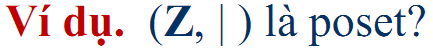 Ví dụ. (Z, | ) là poset?